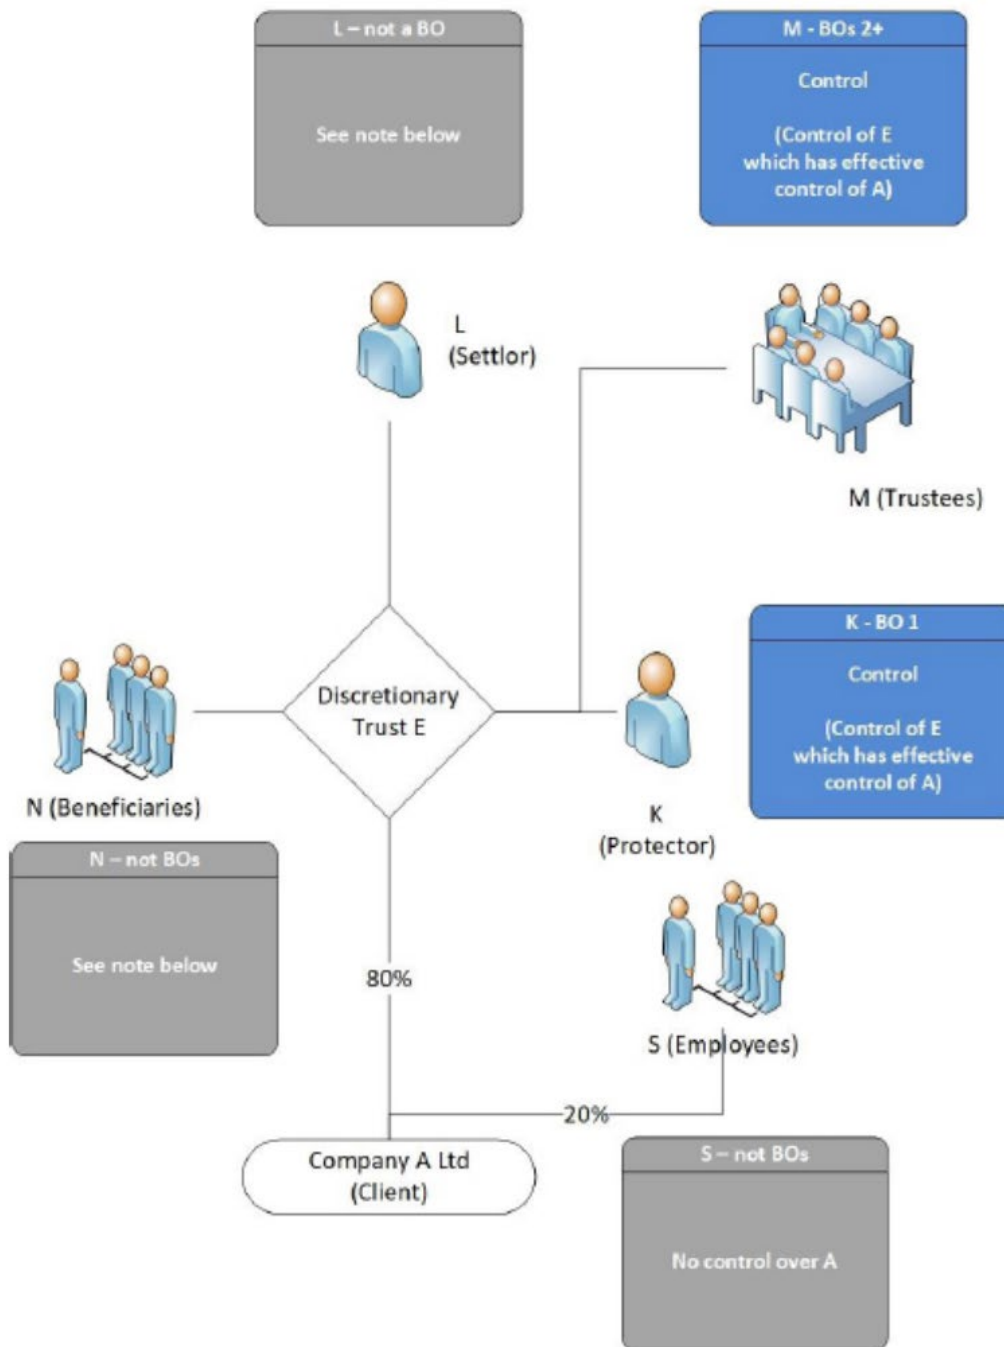 L – not a BO
See note below
M - BOs 2+
Control
(Control of E
which has effective
control of A)
L
(Settlor)
M (Trustees)
K - BO 1
Control
(Control of E
which has effective
control of A)
Discretionary
Trust E
N (Beneficiaries)
K
(Protector)
N – not BOs
See note below
80%
S (Employees)
20%
Company A Ltd
(Client)
S – not BOs
No control over A